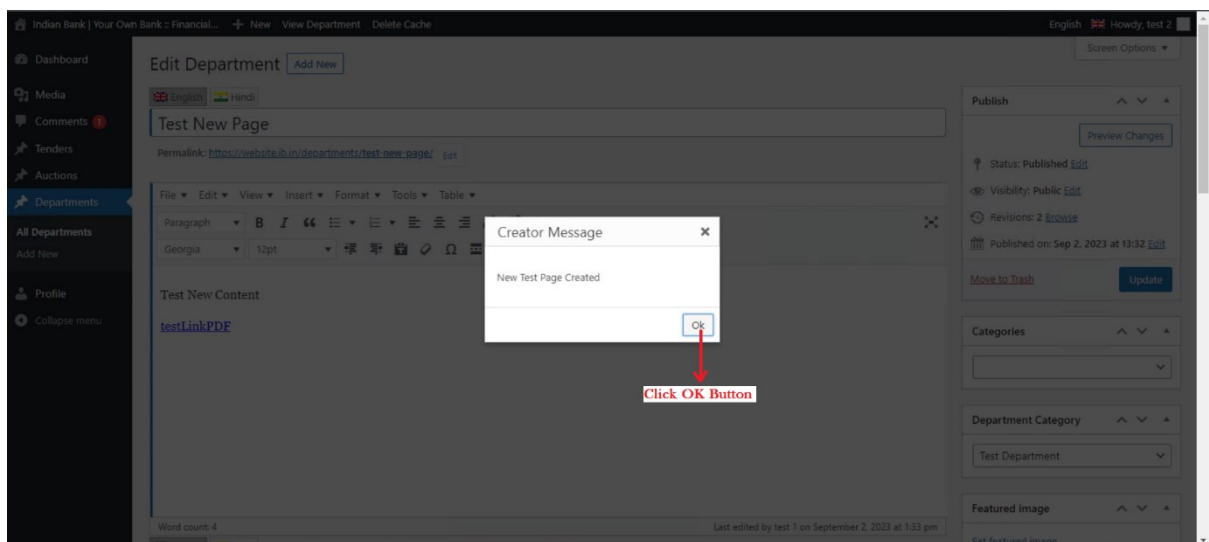 Indian Bank | Your Own Bank :: Financial... + New View Department Delete Cache English Howdy, test 2
Screen Options
Dashboard
Media
Comments 1
Tenders
Auctions
Departments
All Departments
Add New
Profile
Collapse menu
Edit Department Add New
English Hindi
Test New Page
Permalink: https://website.ib.in/departments/test-new-page/ Edit
File Edit View Insert Format Tools Table
Paragraph B I
Georgia 12pt Ω
Test New Content
testLinkPDF
Word count: 4 Last edited by test 1 on September 2, 2023 at 1:33 pm
Creator Message ×
New Test Page Created
Ok
Click OK Button
Publish
Preview Changes
Status: Published Edit
Visibility: Public Edit
Revisions: 2 Browse
Published on: Sep 2, 2023 at 13:32 Edit
Move to Trash Update
Categories
Department Category
Test Department
Featured image
Set featured image